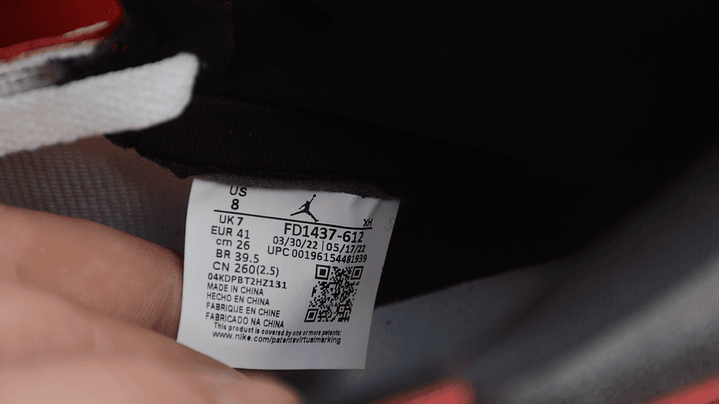 US
8
XH
UK 7
FD1437-612
EUR 41
03/30/22 | 05/17/22
cm 26
UPC 00196154481939
BR 39.5
CN 260(2.5)
04KDPBT2HZ131
MADE IN CHINA
HECHO EN CHINA
FABRIQUE EN CHINE
FABRICADO NA CHINA
This product is covered by one or more patents:
www.nike.com/patentsvirtualmarking